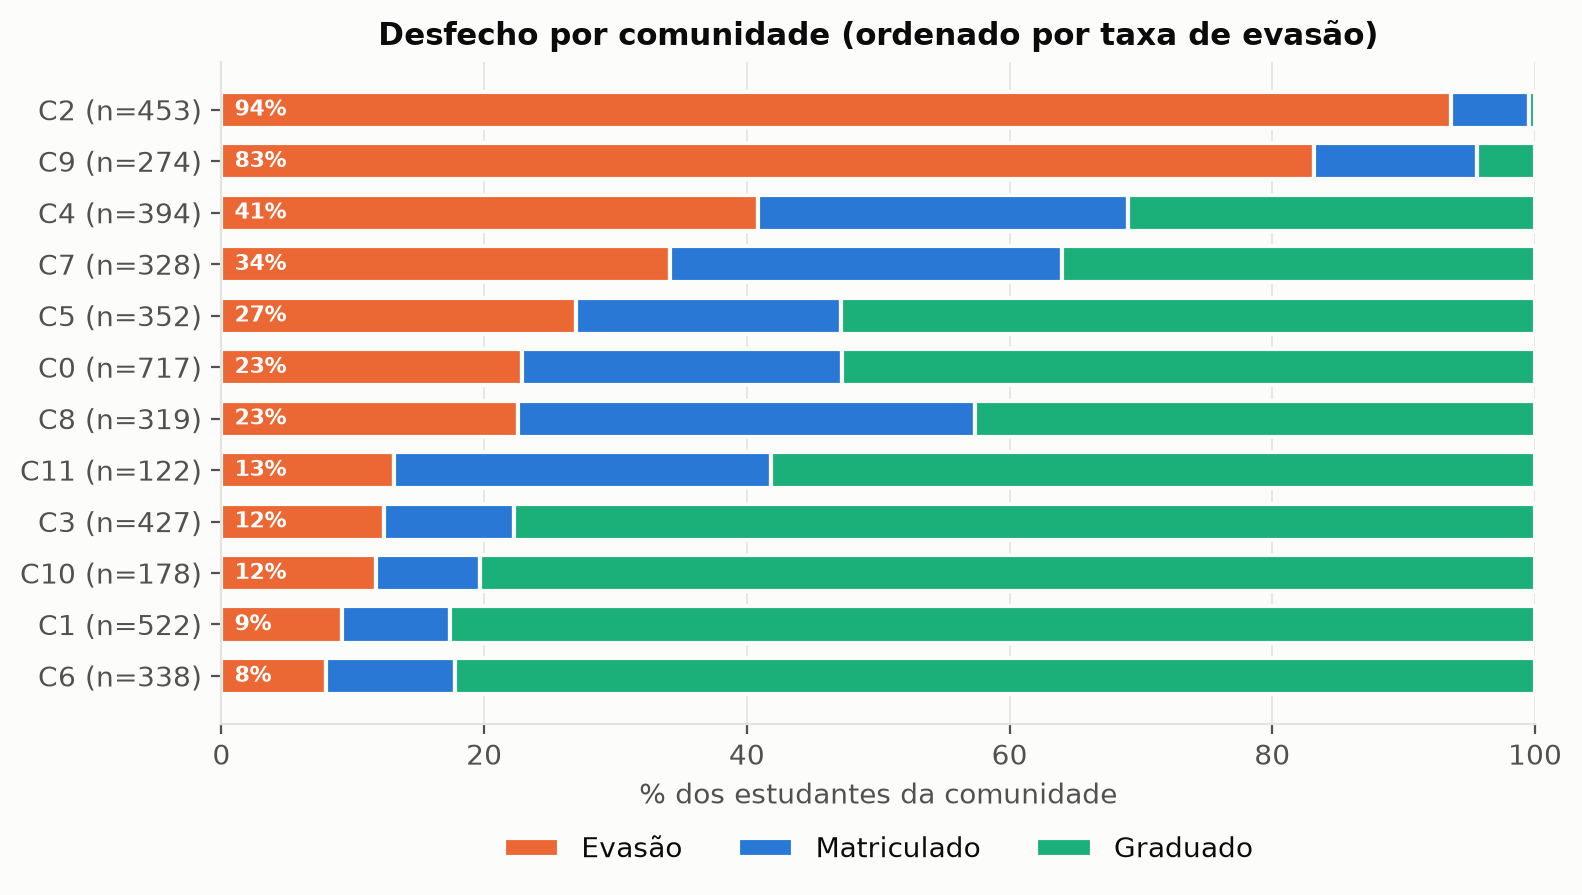 Desfecho por comunidade (ordenado por taxa de evasão)
C2 (n=453) 94%
C9 (n=274) 83%
C4 (n=394) 41%
C7 (n=328) 34%
C5 (n=352) 27%
C0 (n=717) 23%
C8 (n=319) 23%
C11 (n=122) 13%
C3 (n=427) 12%
C10 (n=178) 12%
C1 (n=522) 9%
C6 (n=338) 8%
0 20 40 60 80 100
% dos estudantes da comunidade
Evasão Matriculado Graduado